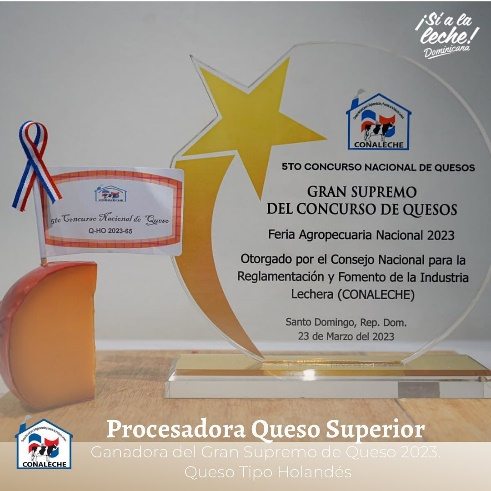 ¡Sí a la
leche!
Dominicana
CONALECHE
5TO CONCURSO NACIONAL DE QUESOS
GRAN SUPREMO
DEL CONCURSO DE QUESOS
Feria Agropecuaria Nacional 2023
Otorgado por el Consejo Nacional para la
Reglamentación y Fomento de la Industria
Lechera (CONALECHE)
Santo Domingo, Rep. Dom.
23 de Marzo del 2023
CONALECHE
5to Concurso Nacional de Queso
Q-HO 2023-65
Procesadora Queso Superior
Ganadora del Gran Supremo de Queso 2023.
Queso Tipo Holandés
CONALECHE